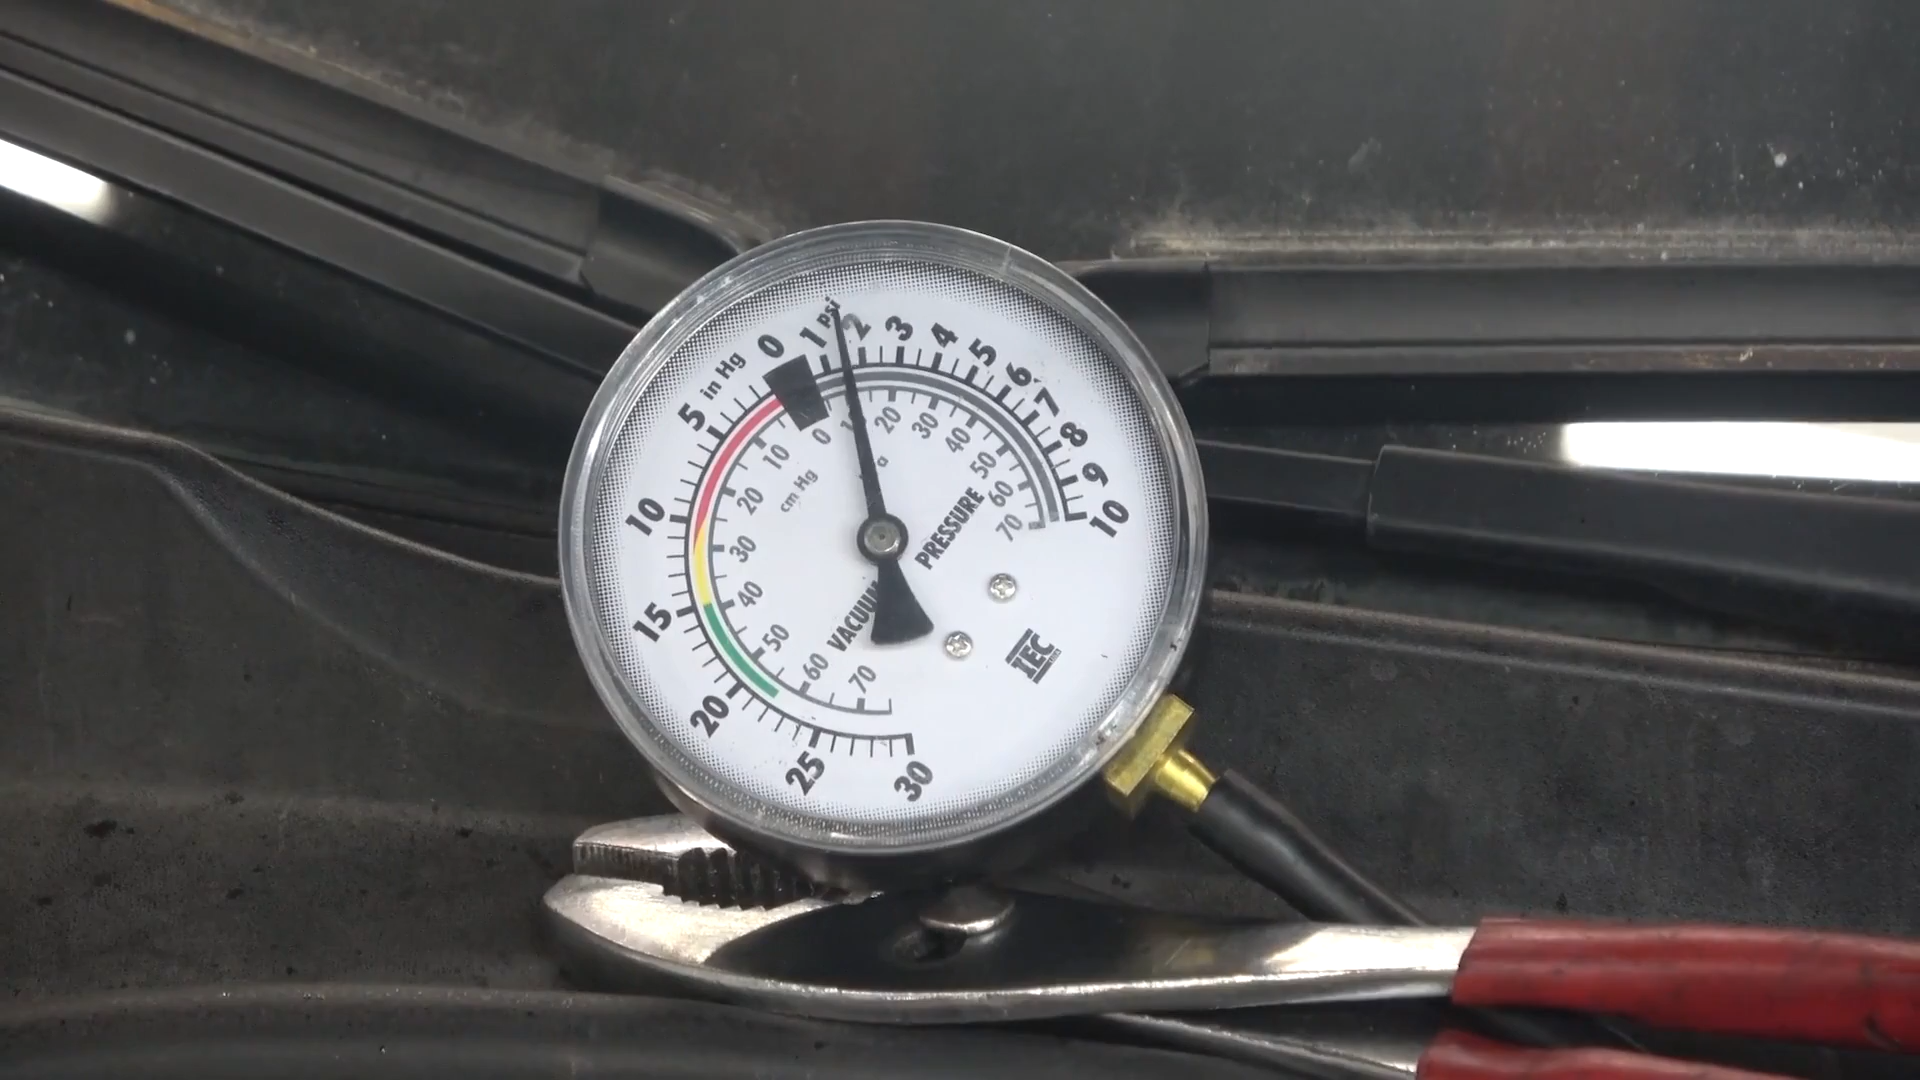 psi
0 1 2 3 4 5 6 7 8 9 10
in Hg
5 10 15 20 25 30
0 20 30 40 50 60 70
cm Hg
10 20 30 40 50 60 70
PRESSURE
VACUUM
IEC